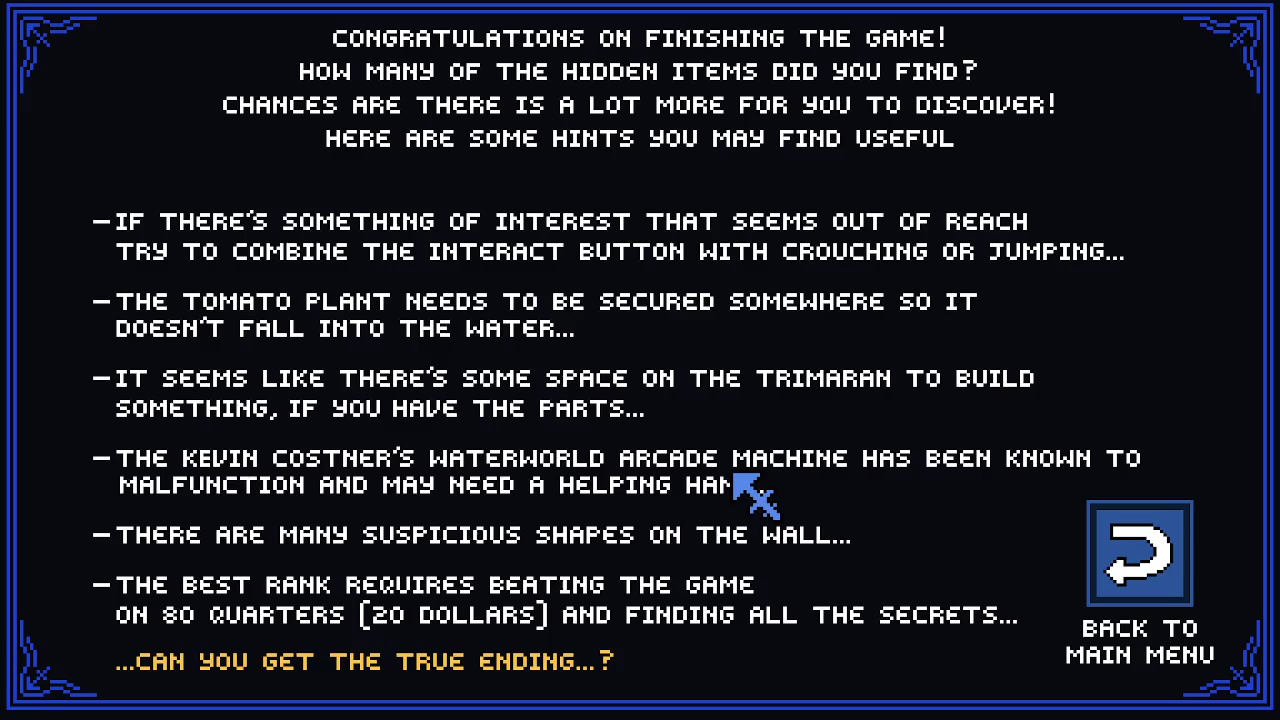 CONGRATULATIONS ON FINISHING THE GAME!
HOW MANY OF THE HIDDEN ITEMS DID YOU FIND?
CHANCES ARE THERE IS A LOT MORE FOR YOU TO DISCOVER!
HERE ARE SOME HINTS YOU MAY FIND USEFUL
-IF THERE'S SOMETHING OF INTEREST THAT SEEMS OUT OF REACH
TRY TO COMBINE THE INTERACT BUTTON WITH CROUCHING OR JUMPING...
-THE TOMATO PLANT NEEDS TO BE SECURED SOMEWHERE SO IT
DOESN'T FALL INTO THE WATER...
-IT SEEMS LIKE THERE'S SOME SPACE ON THE TRIMARAN TO BUILD
SOMETHING, IF YOU HAVE THE PARTS...
-THE KEVIN COSTNER'S WATERWORLD ARCADE MACHINE HAS BEEN KNOWN TO
MALFUNCTION AND MAY NEED A HELPING
-THERE ARE MANY SUSPICIOUS SHAPES ON THE WALL...
-THE BEST RANK REQUIRES BEATING THE GAME
ON 80 QUARTERS (20 DOLLARS) AND FINDING ALL THE SECRETS...
...CAN YOU GET THE TRUE ENDING...?
BACK TO
MAIN MENU